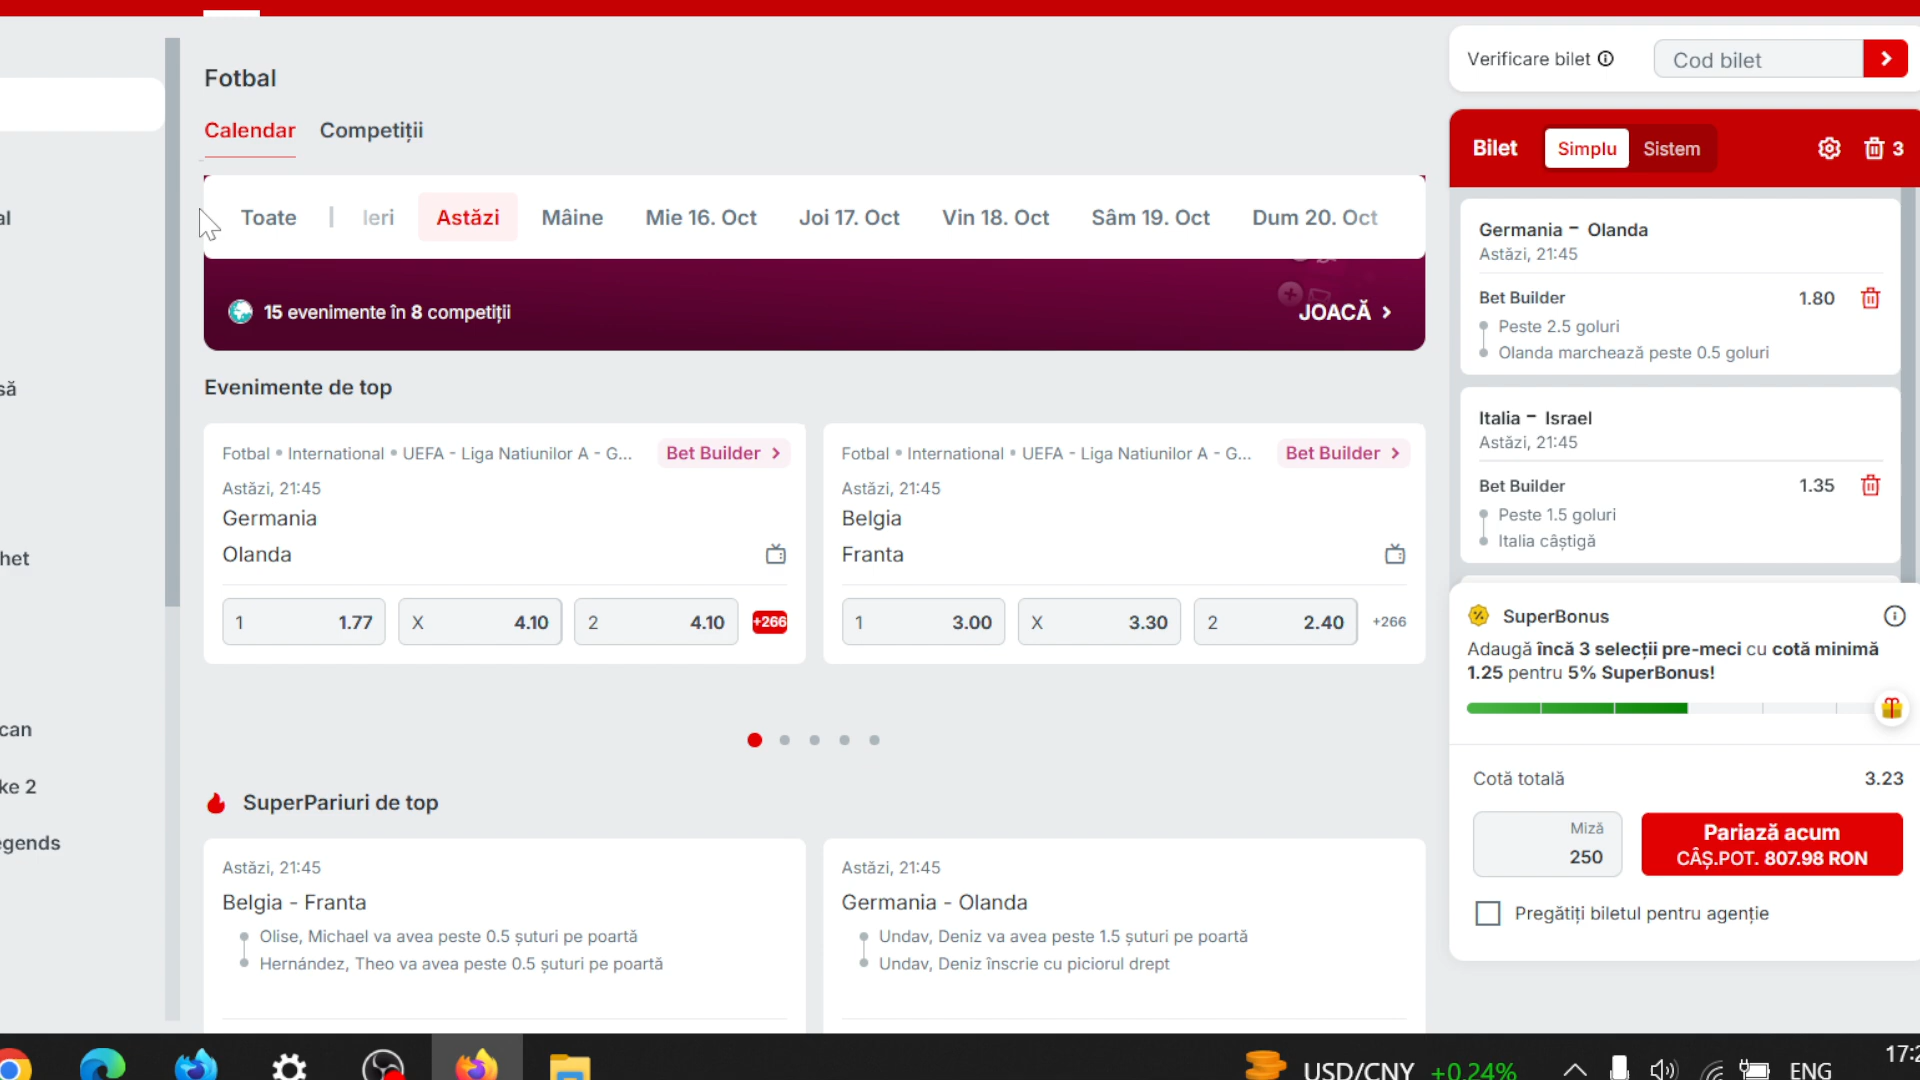 Fotbal
Calendar Competiții
Toate | Ieri Astăzi Mâine Mie 16. Oct Joi 17. Oct Vin 18. Oct Sâm 19. Oct Dum 20. Oct
15 evenimente în 8 competiții JOACĂ
Evenimente de top
Fotbal • International • UEFA - Liga Natiunilor A - G... Bet Builder
Astăzi, 21:45
Germania
Olanda
1 1.77 X 4.10 2 4.10 +266
Fotbal • International • UEFA - Liga Natiunilor A - G... Bet Builder
Astăzi, 21:45
Belgia
Franta
1 3.00 X 3.30 2 2.40 +266
SuperPariuri de top
Astăzi, 21:45
Belgia - Franta
Olise, Michael va avea peste 0.5 șuturi pe poartă
Hernández, Theo va avea peste 0.5 șuturi pe poartă
Astăzi, 21:45
Germania - Olanda
Undav, Deniz va avea peste 1.5 șuturi pe poartă
Undav, Deniz înscrie cu piciorul drept
al
să
het
can
ke 2
egends
Verificare bilet Cod bilet
Bilet Simplu Sistem 3
Germania - Olanda
Astăzi, 21:45
Bet Builder 1.80
Peste 2.5 goluri
Olanda marchează peste 0.5 goluri
Italia - Israel
Astăzi, 21:45
Bet Builder 1.35
Peste 1.5 goluri
Italia câștigă
SuperBonus
Adaugă încă 3 selecții pre-meci cu cotă minimă
1.25 pentru 5% SuperBonus!
Cotă totală 3.23
Miză
250
Pariază acum
CÂȘ.POT. 807.98 RON
Pregătiți biletul pentru agenție
USD/CNY +0.24% ENG
17:2